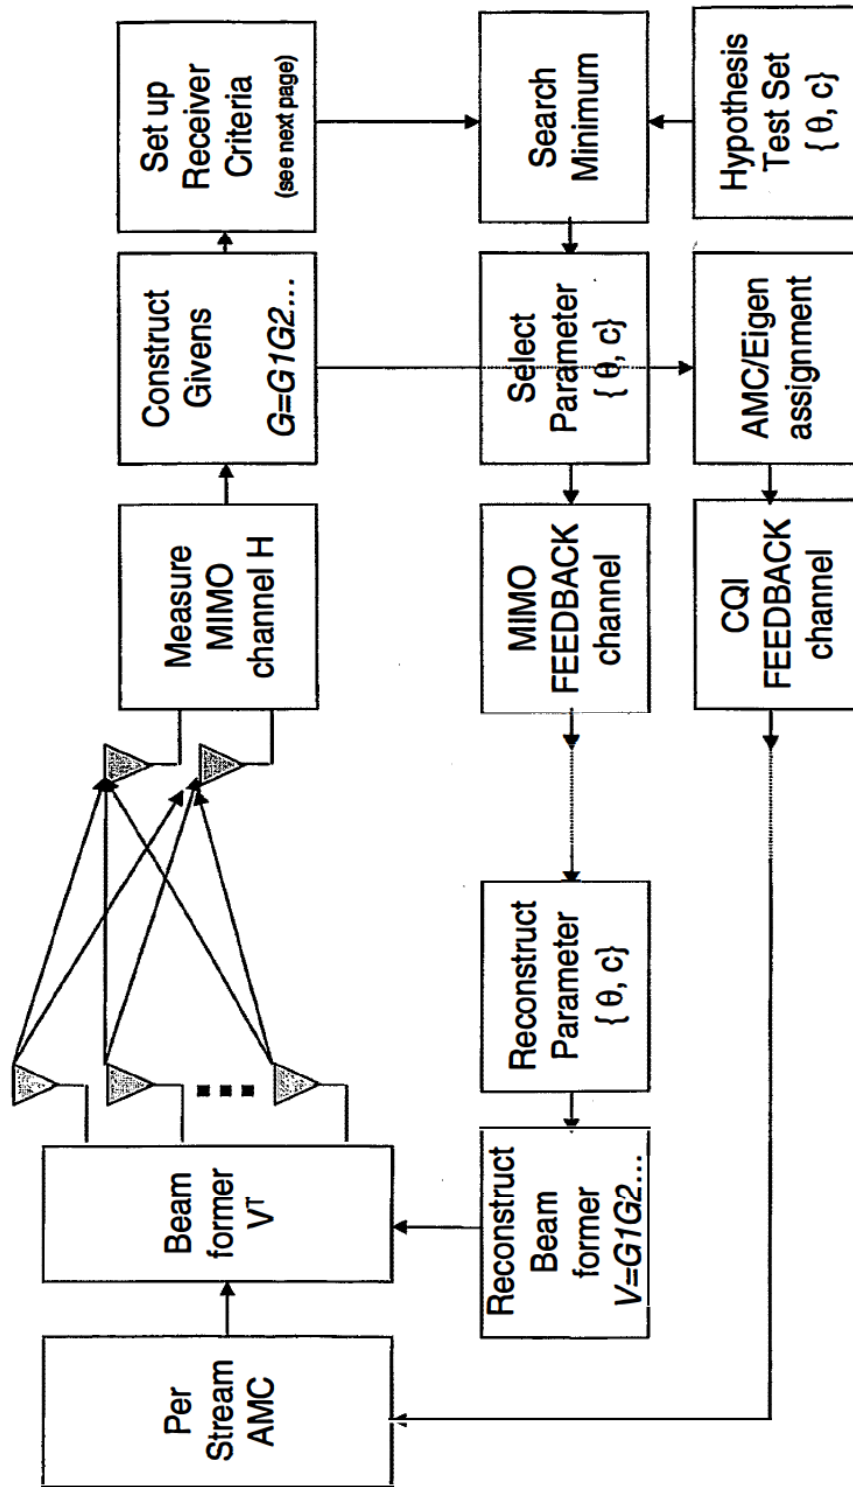 Per
Stream
AMC
Beam
former
Vᵀ
Measure
MIMO
channel H
Construct
Givens
G=G1G2...
Set up
Receiver
Criteria
(see next page)
Reconstruct
Beam
former
V=G1G2...
Reconstruct
Parameter
{ θ, c}
MIMO
FEEDBACK
channel
Select
Parameter
{ θ, c}
Search
Minimum
CQI
FEEDBACK
channel
AMC/Eigen
assignment
Hypothesis
Test Set
{ θ, c}